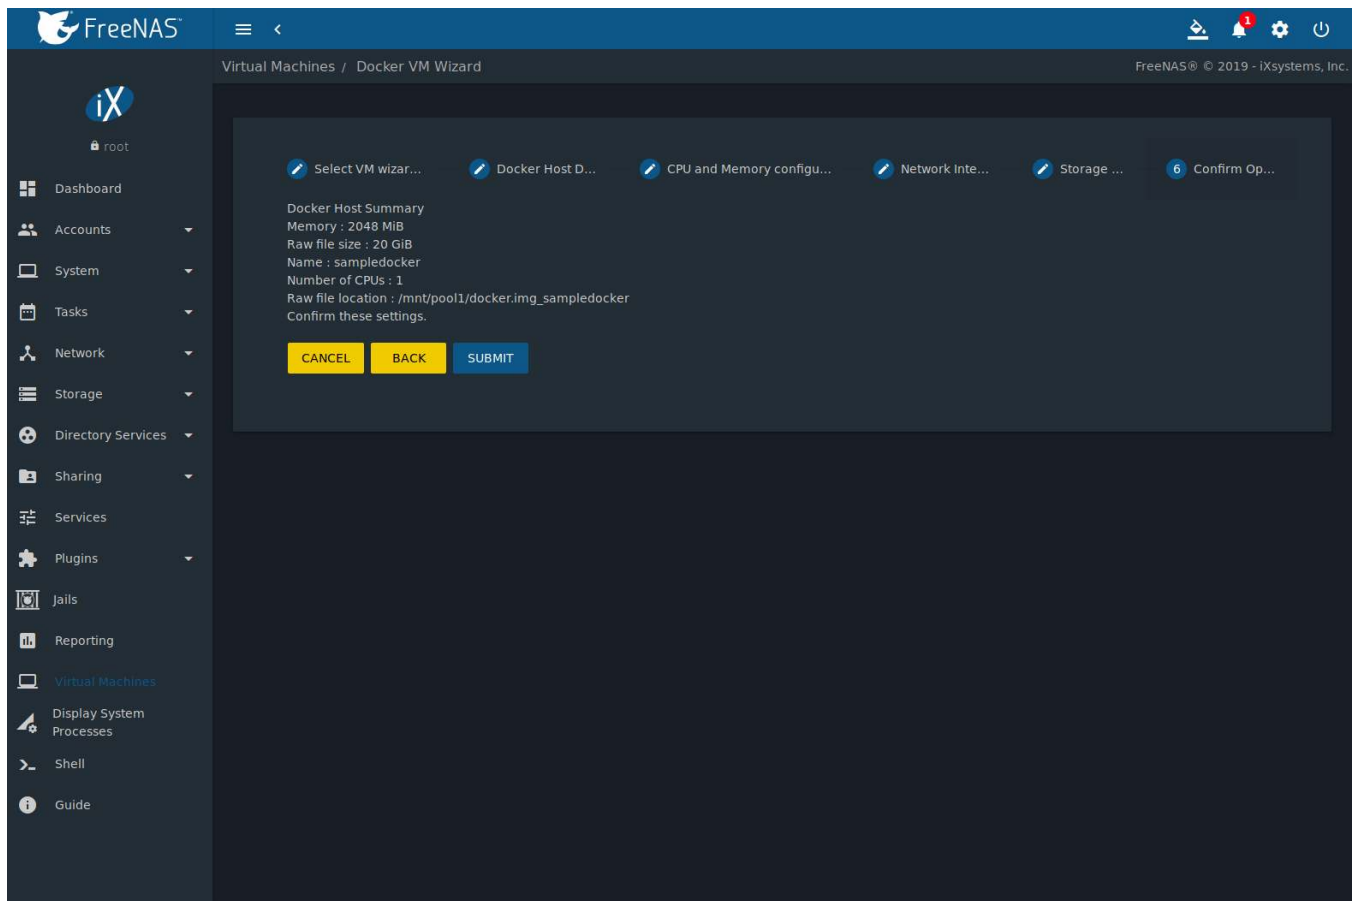 FreeNAS™
1
Virtual Machines / Docker VM Wizard
FreeNAS® © 2019 - iXsystems, Inc.
iX
root
Dashboard
Accounts
System
Tasks
Network
Storage
Directory Services
Sharing
Services
Plugins
Jails
Reporting
Virtual Machines
Display System
Processes
Shell
Guide
Select VM wizar...
Docker Host D...
CPU and Memory configu...
Network Inte...
Storage ...
6 Confirm Op...
Docker Host Summary
Memory : 2048 MiB
Raw file size : 20 GiB
Name : sampledocker
Number of CPUs : 1
Raw file location : /mnt/pool1/docker.img_sampledocker
Confirm these settings.
CANCEL
BACK
SUBMIT